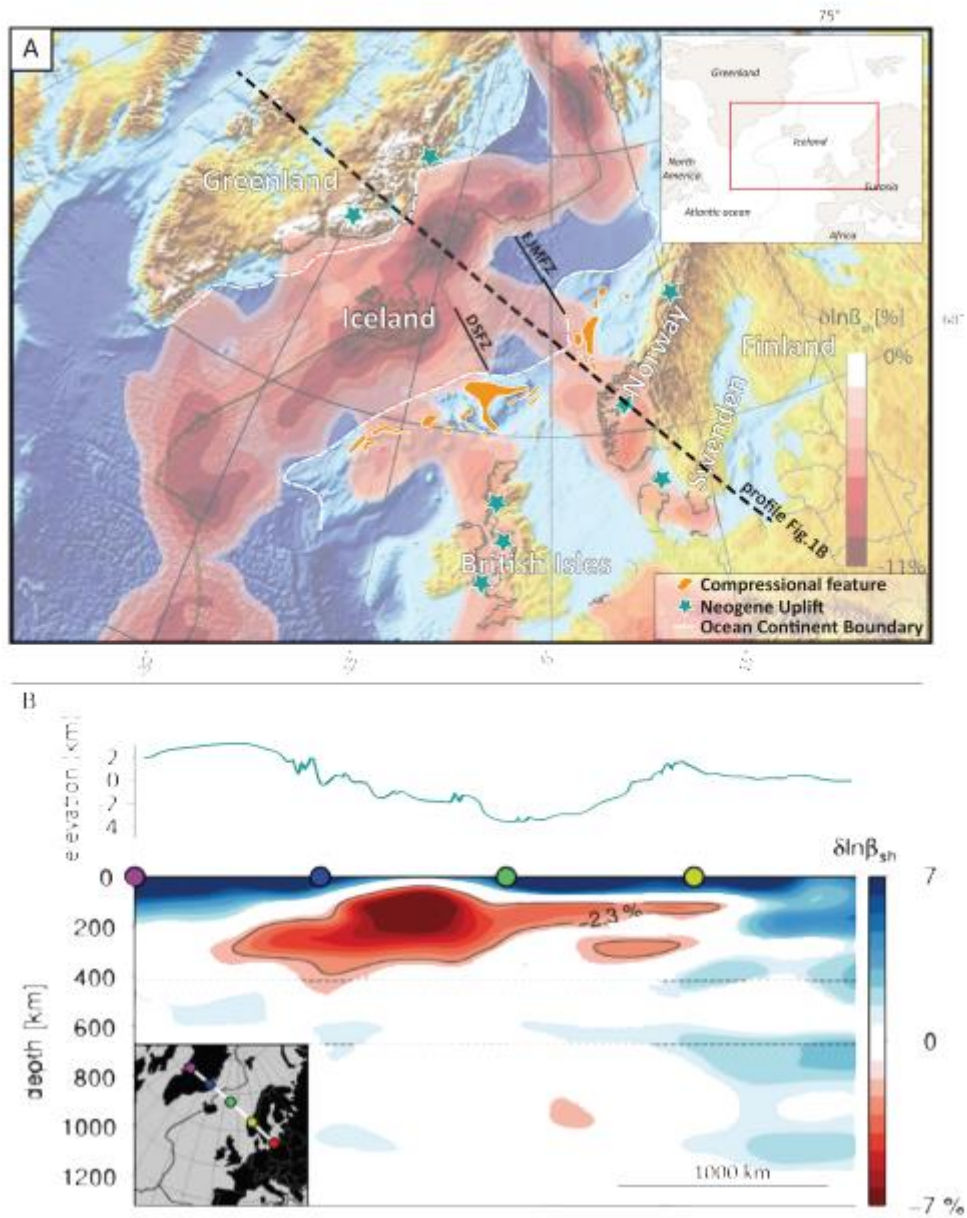 75°
A
Greenland
Iceland
North
America
Eurasia
Atlantic ocean
Africa
Greenland
EJMFZ
Iceland
DSFZ
Norway
δlnβsh[%]
0%
Finland
Swenden
profile Fig.1B
-11%
British Isles
Compressional feature
Neogene Uplift
Ocean Continent Boundary
B
elevation [km]
2
0
-2
4
δlnβsh
0
200
400
600
800
1000
1200
depth [km]
-2.3 %
7
0
-7 %
1000 km